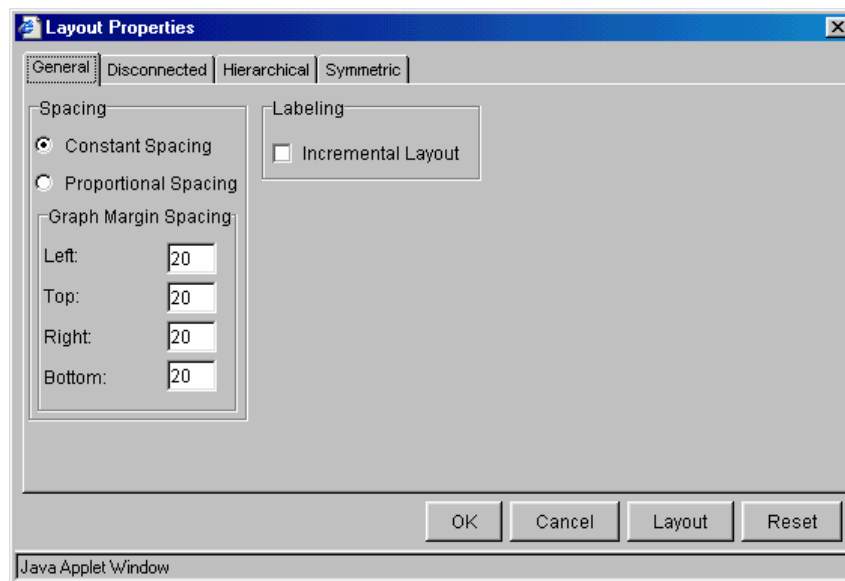 Layout Properties
General Disconnected Hierarchical Symmetric
Spacing
Constant Spacing
Proportional Spacing
Graph Margin Spacing
Left: 20
Top: 20
Right: 20
Bottom: 20
Labeling
Incremental Layout
OK Cancel Layout Reset
Java Applet Window